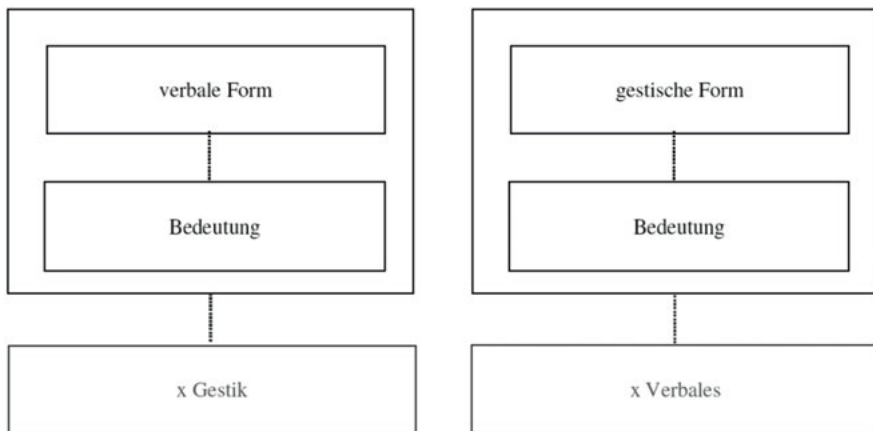 verbale Form
gestische Form
Bedeutung
Bedeutung
x Gestik
x Verbales